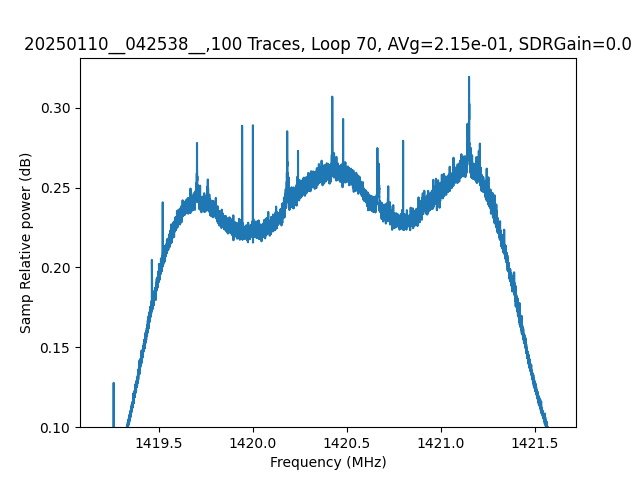 20250110__042538__,100 Traces, Loop 70, AVg=2.15e-01, SDRGain=0.0
0.30
0.25
0.20
0.15
0.10
Samp Relative power (dB)
1419.5 1420.0 1420.5 1421.0 1421.5
Frequency (MHz)